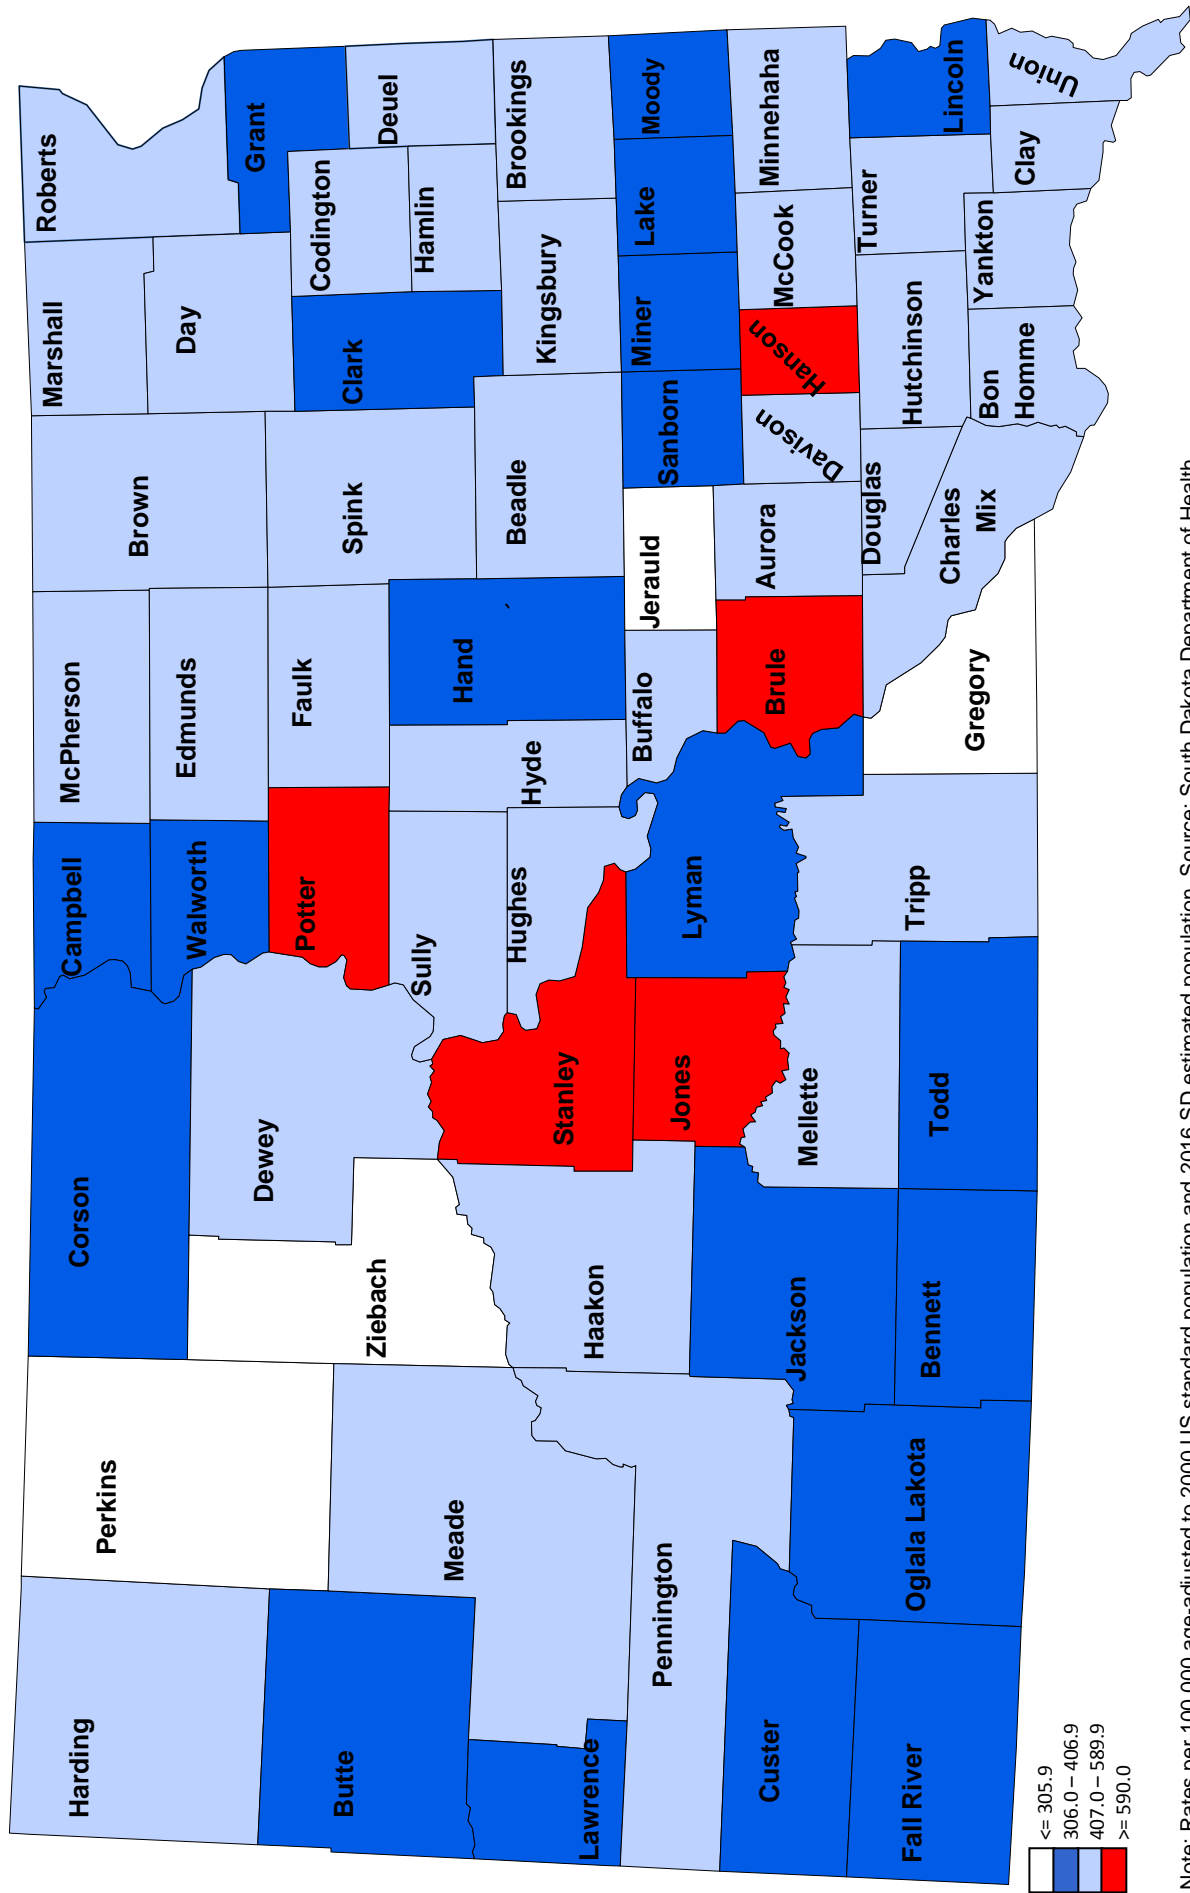 Harding
Perkins
Corson
Campbell
McPherson
Brown
Marshall
Roberts
Walworth
Edmunds
Day
Grant
Butte
Meade
Ziebach
Dewey
Potter
Faulk
Spink
Clark
Codington
Deuel
Hamlin
Sully
Hand
Hyde
Hughes
Beadle
Kingsbury
Brookings
Lawrence
Pennington
Haakon
Stanley
Buffalo
Jerauld
Sanborn
Miner
Lake
Moody
Jones
Lyman
Brule
Aurora
Davison
Hanson
McCook
Minnehaha
Custer
Jackson
Mellette
Tripp
Gregory
Douglas
Charles
Mix
Hutchinson
Turner
Lincoln
Fall River
Oglala Lakota
Bennett
Todd
Bon
Homme
Yankton
Clay
Union
<= 305.9
306.0 – 406.9
407.0 – 589.9
>= 590.0
Note: Rates per 100,000 age-adjusted to 2000 US standard population and 2016 SD estimated population. Source: South Dakota Department of Health